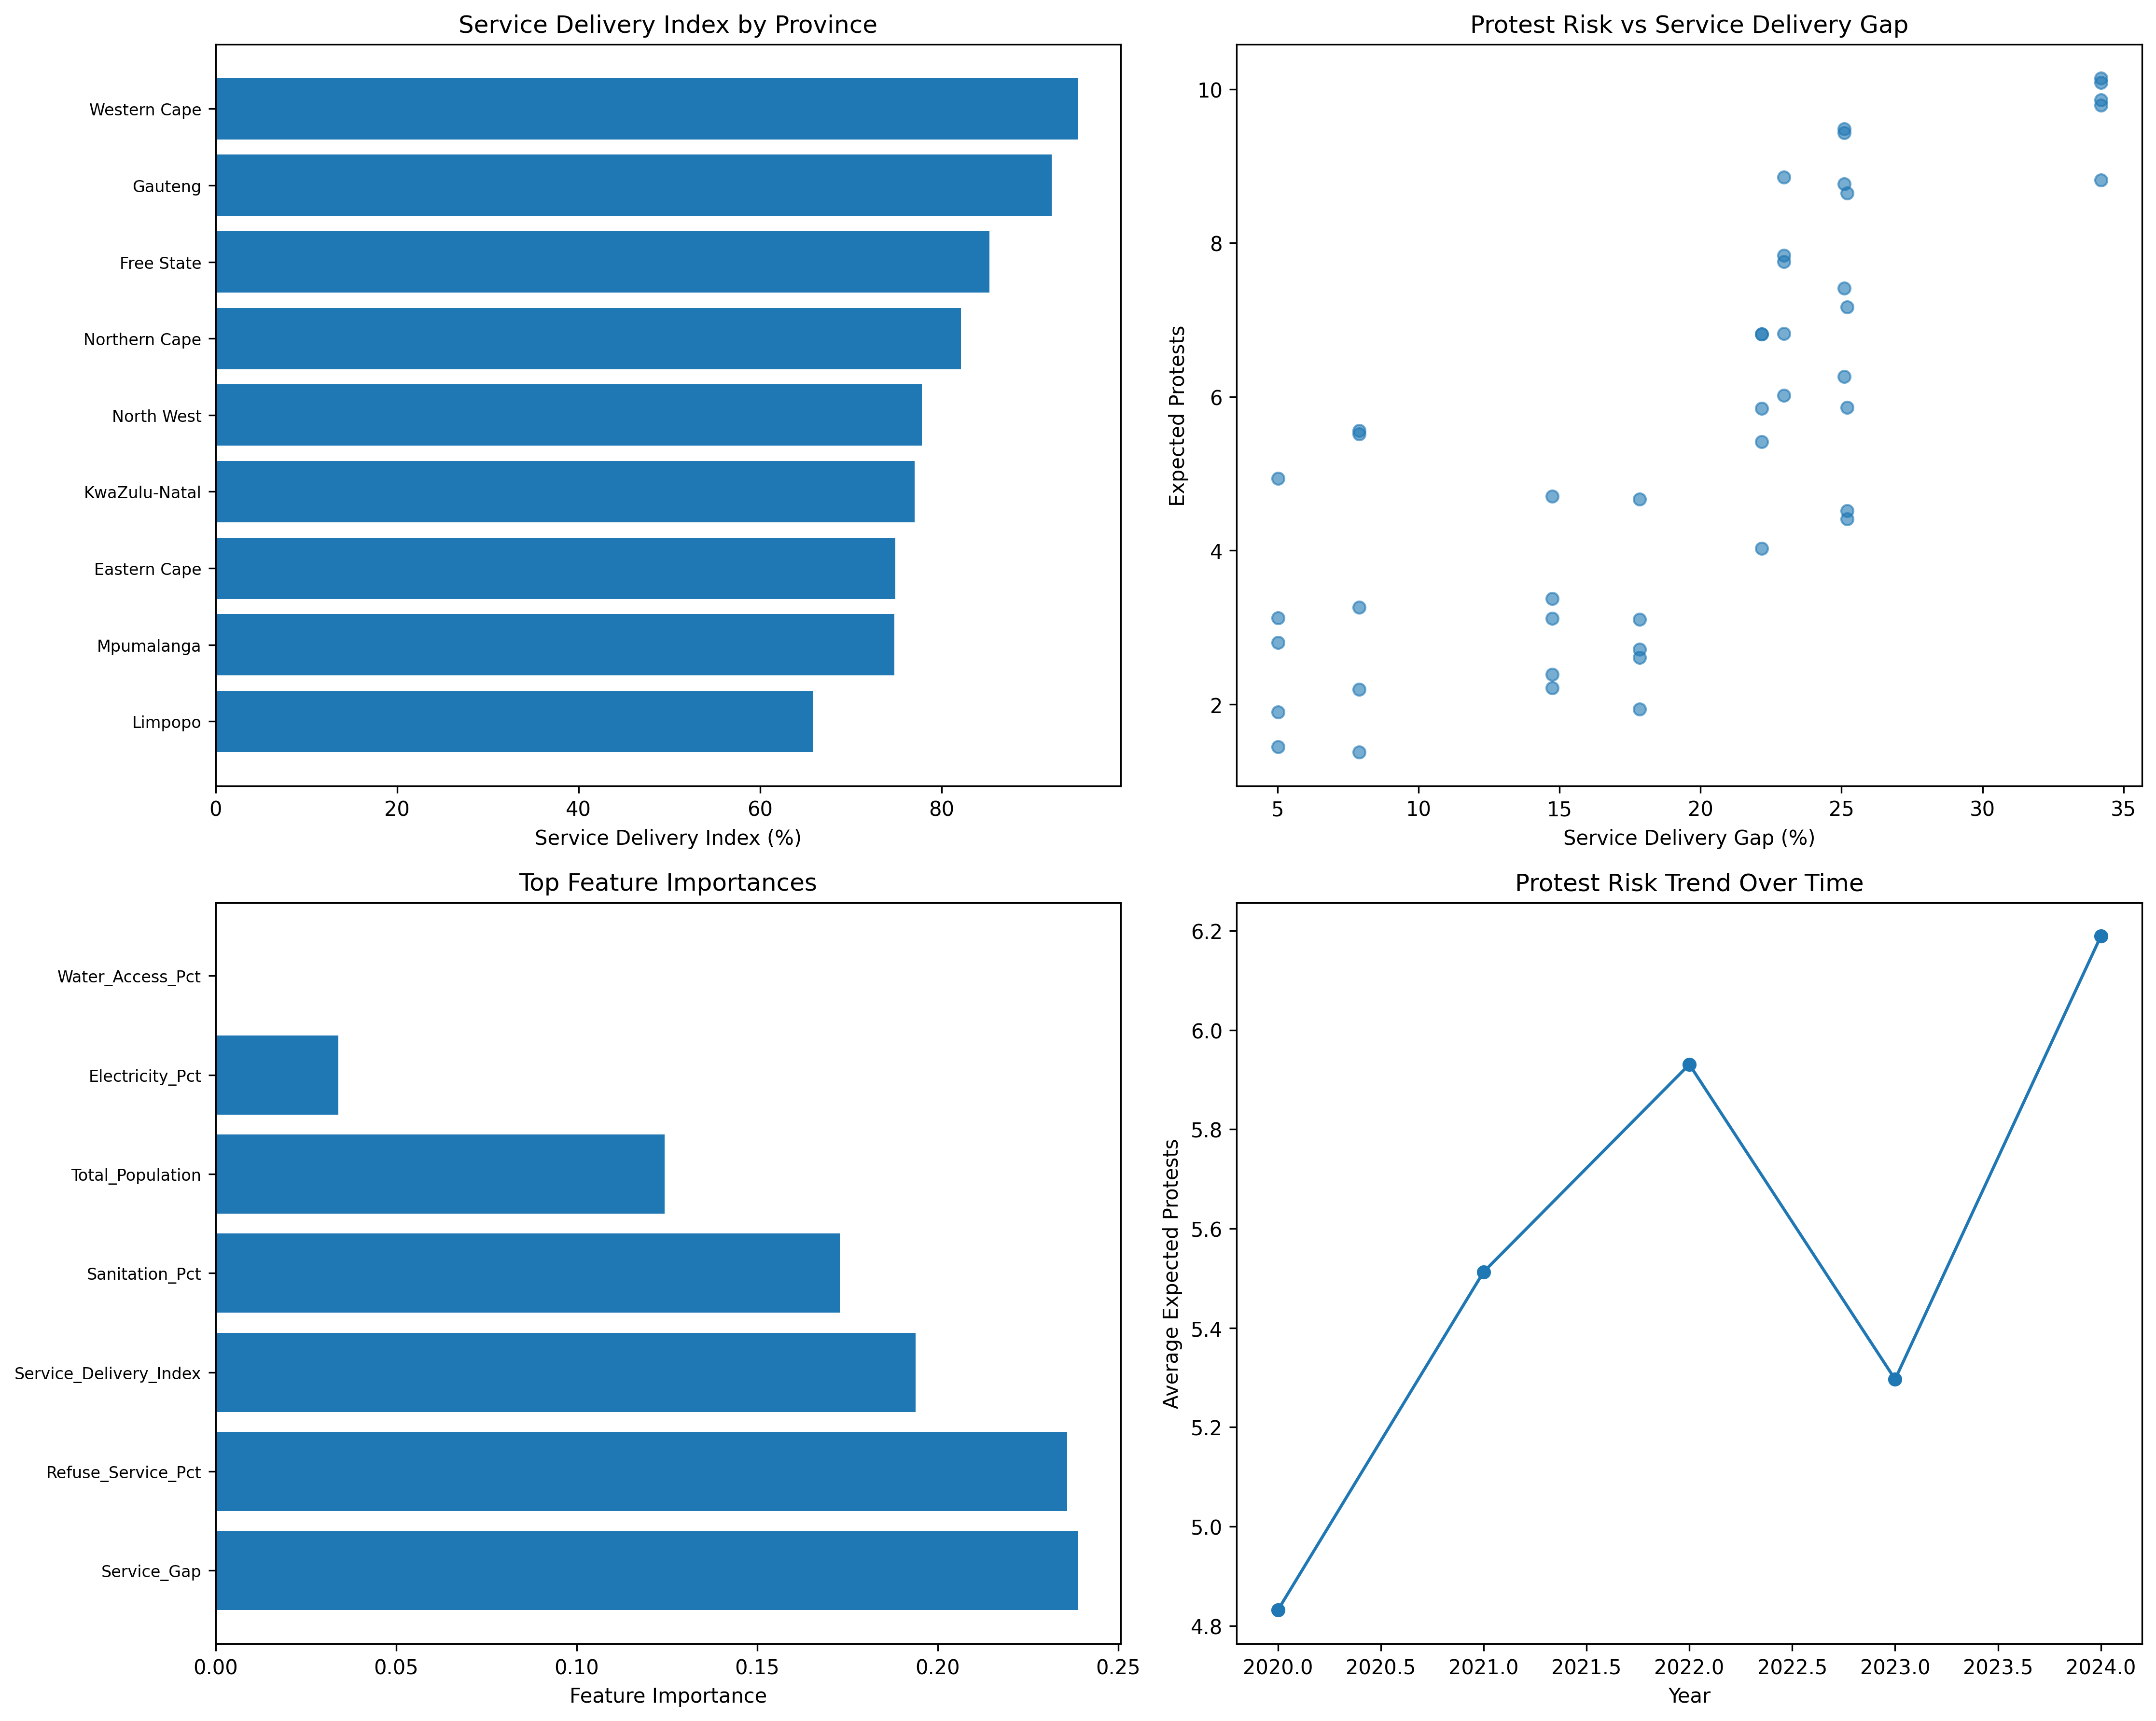 Service Delivery Index by Province
Western Cape
Gauteng
Free State
Northern Cape
North West
KwaZulu-Natal
Eastern Cape
Mpumalanga
Limpopo
0 20 40 60 80
Service Delivery Index (%)
Protest Risk vs Service Delivery Gap
Expected Protests
10
8
6
4
2
5 10 15 20 25 30 35
Service Delivery Gap (%)
Top Feature Importances
Water_Access_Pct
Electricity_Pct
Total_Population
Sanitation_Pct
Service_Delivery_Index
Refuse_Service_Pct
Service_Gap
0.00 0.05 0.10 0.15 0.20 0.25
Feature Importance
Protest Risk Trend Over Time
Average Expected Protests
6.2
6.0
5.8
5.6
5.4
5.2
5.0
4.8
2020.0 2020.5 2021.0 2021.5 2022.0 2022.5 2023.0 2023.5 2024.0
Year